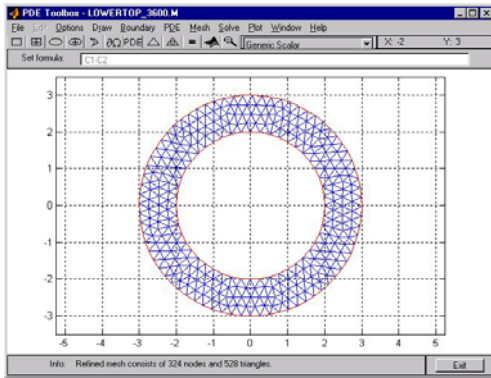 PDE Toolbox - LOWERTOP_3600.M
File Edit Options Draw Boundary PDE Mesh Solve Plot Window Help
∂Ω PDE = Generic Scalar X: -2 Y: 3
Set formula: C1-C2
3
2
1
0
-1
-2
-3
-5 -4 -3 -2 -1 0 1 2 3 4 5
Info: Refined mesh consists of 324 nodes and 528 triangles. Exit